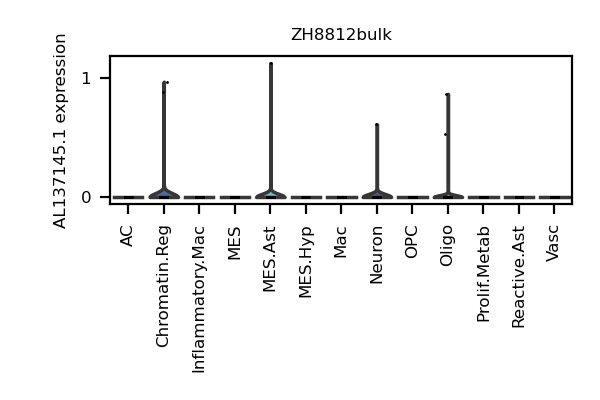 ZH8812bulk
AL137145.1 expression
1
0
AC
Chromatin.Reg
Inflammatory.Mac
MES
MES.Ast
MES.Hyp
Mac
Neuron
OPC
Oligo
Prolif.Metab
Reactive.Ast
Vasc